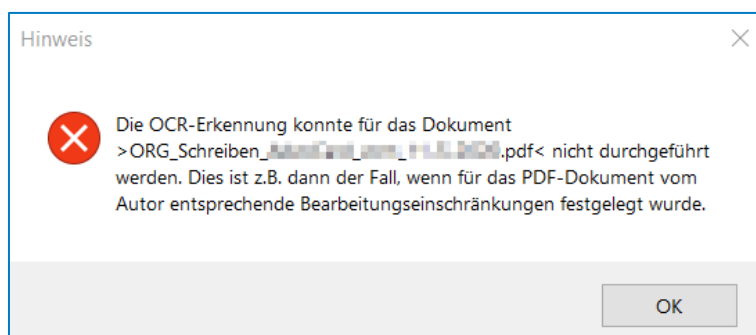 Hinweis
Die OCR-Erkennung konnte für das Dokument
>ORG_Schreiben_ .pdf< nicht durchgeführt
werden. Dies ist z.B. dann der Fall, wenn für das PDF-Dokument vom
Autor entsprechende Bearbeitungseinschränkungen festgelegt wurde.
OK